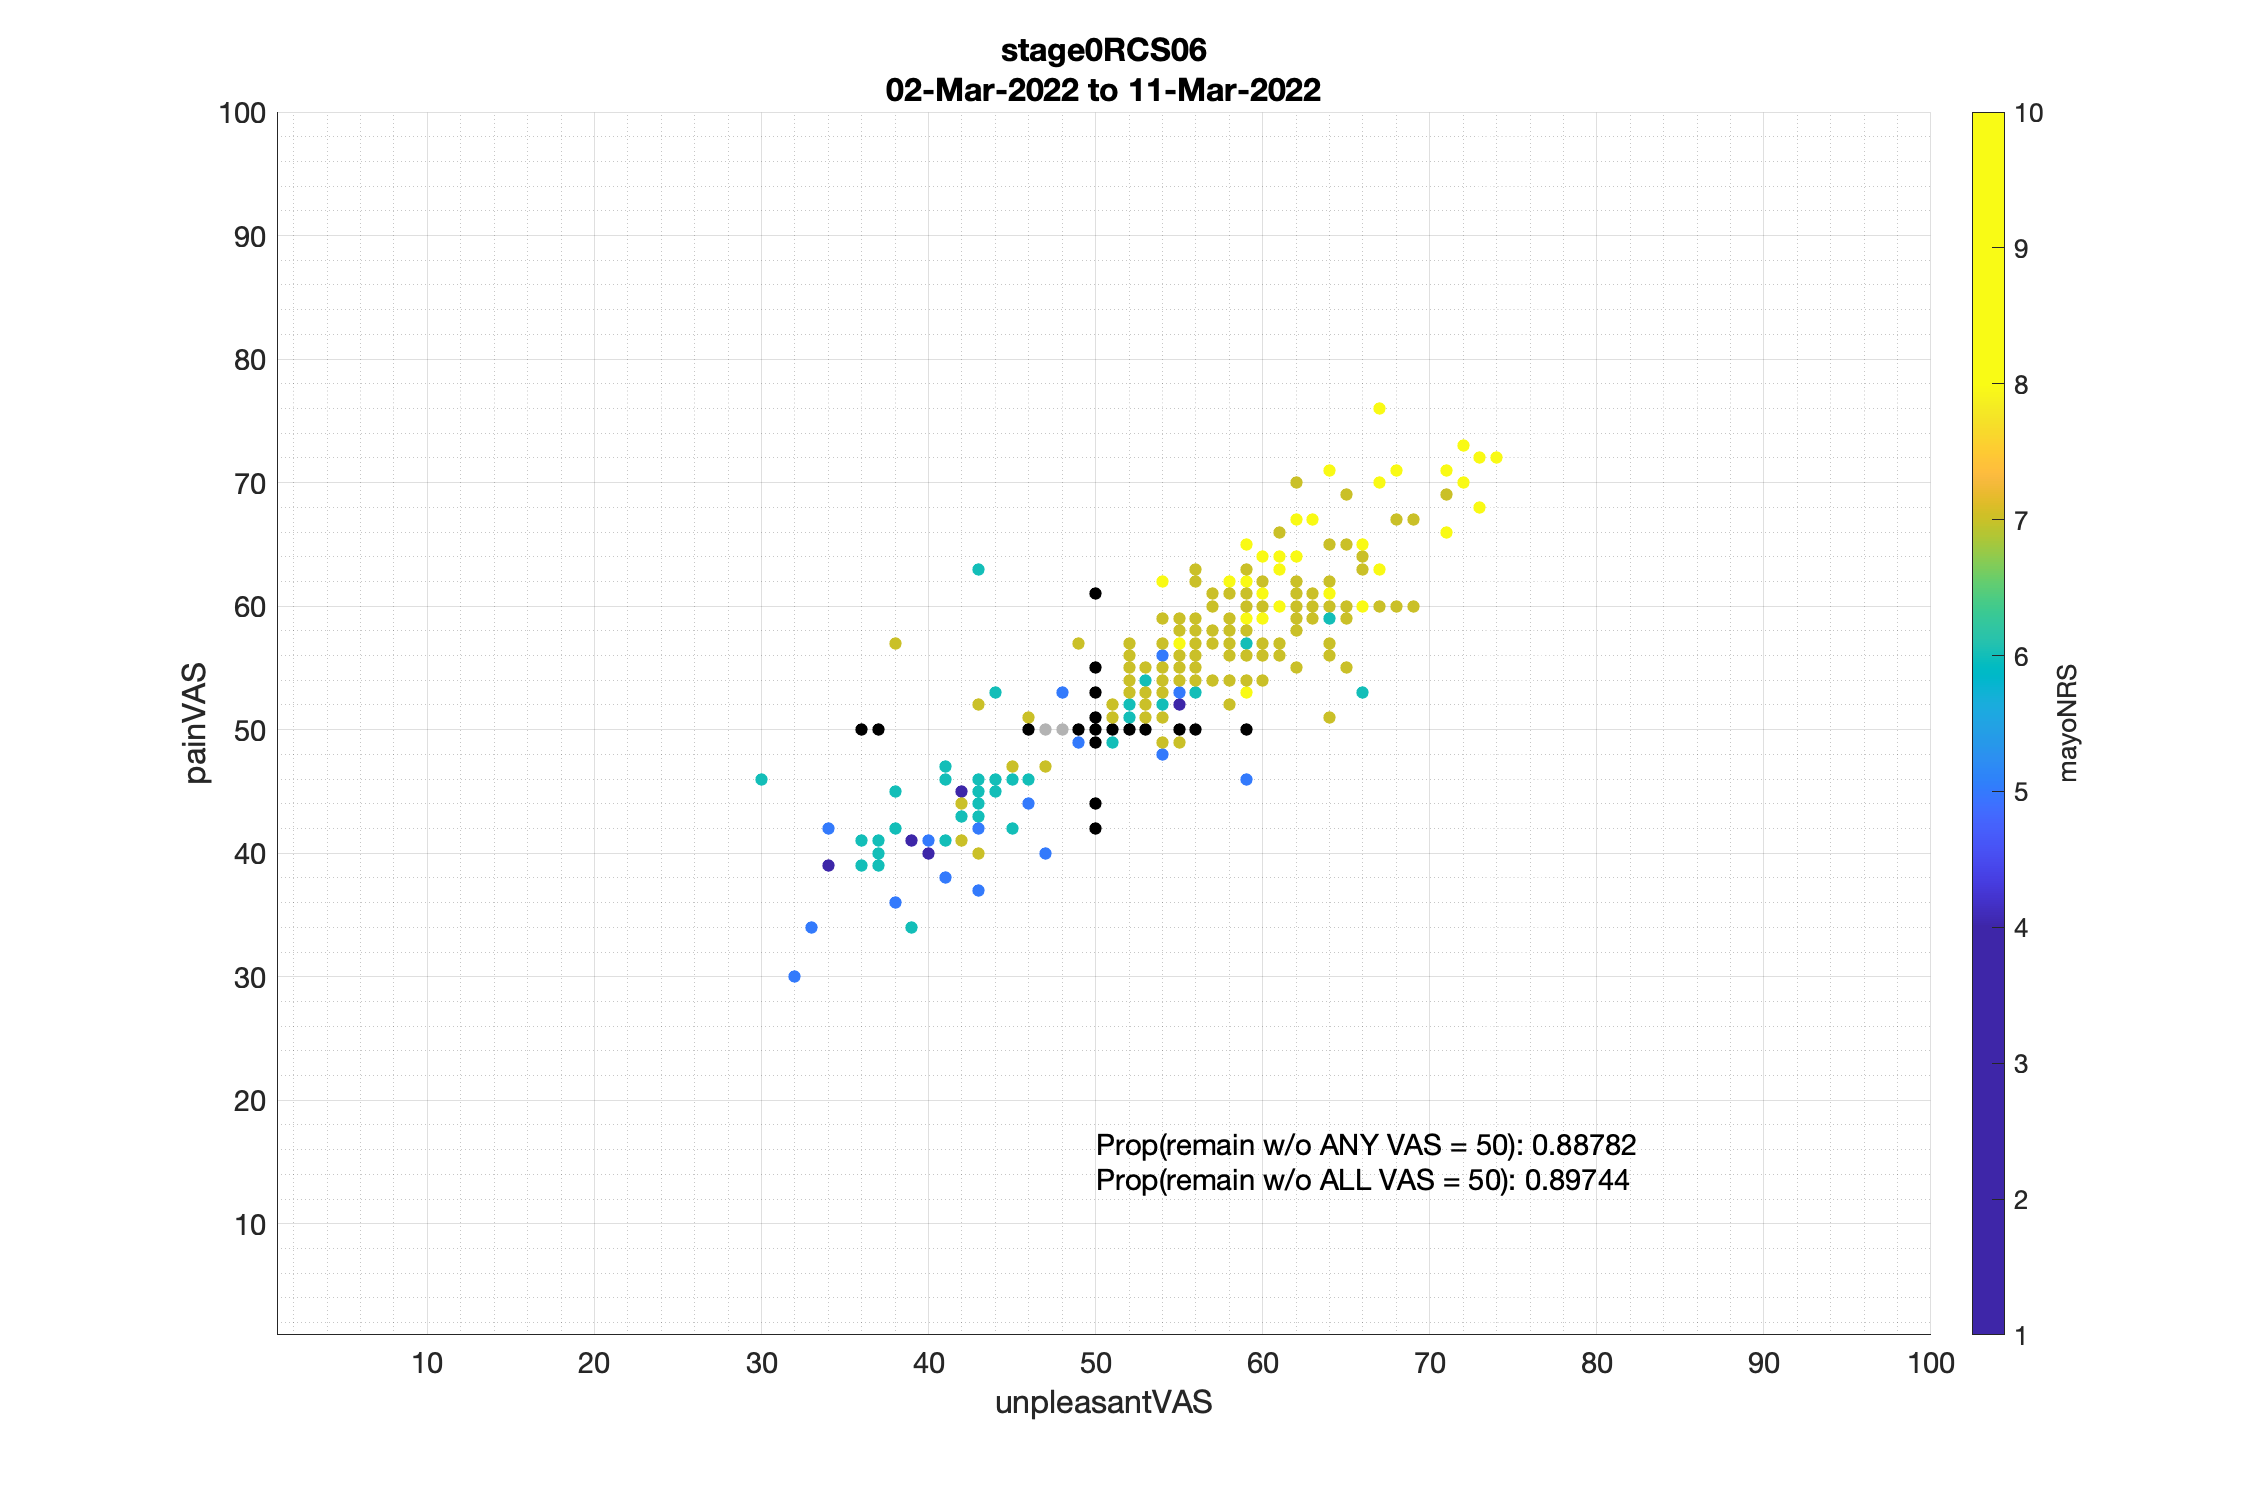 stage0RCS06
02-Mar-2022 to 11-Mar-2022
100
90
80
70
60
50
40
30
20
10
painVAS
Prop(remain w/o ANY VAS = 50): 0.88782
Prop(remain w/o ALL VAS = 50): 0.89744
10 20 30 40 50 60 70 80 90 100
unpleasantVAS
10
9
8
7
6
5
4
3
2
1
mayoNRS